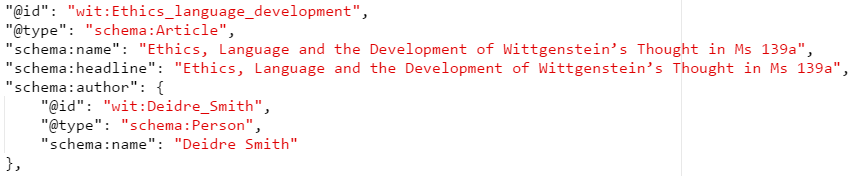 "@id": "wit:Ethics_language_development",
"@type": "schema:Article",
"schema:name": "Ethics, Language and the Development of Wittgenstein’s Thought in Ms 139a",
"schema:headline": "Ethics, Language and the Development of Wittgenstein’s Thought in Ms 139a",
"schema:author": {
    "@id": "wit:Deidre_Smith",
    "@type": "schema:Person",
    "schema:name": "Deidre Smith"
},